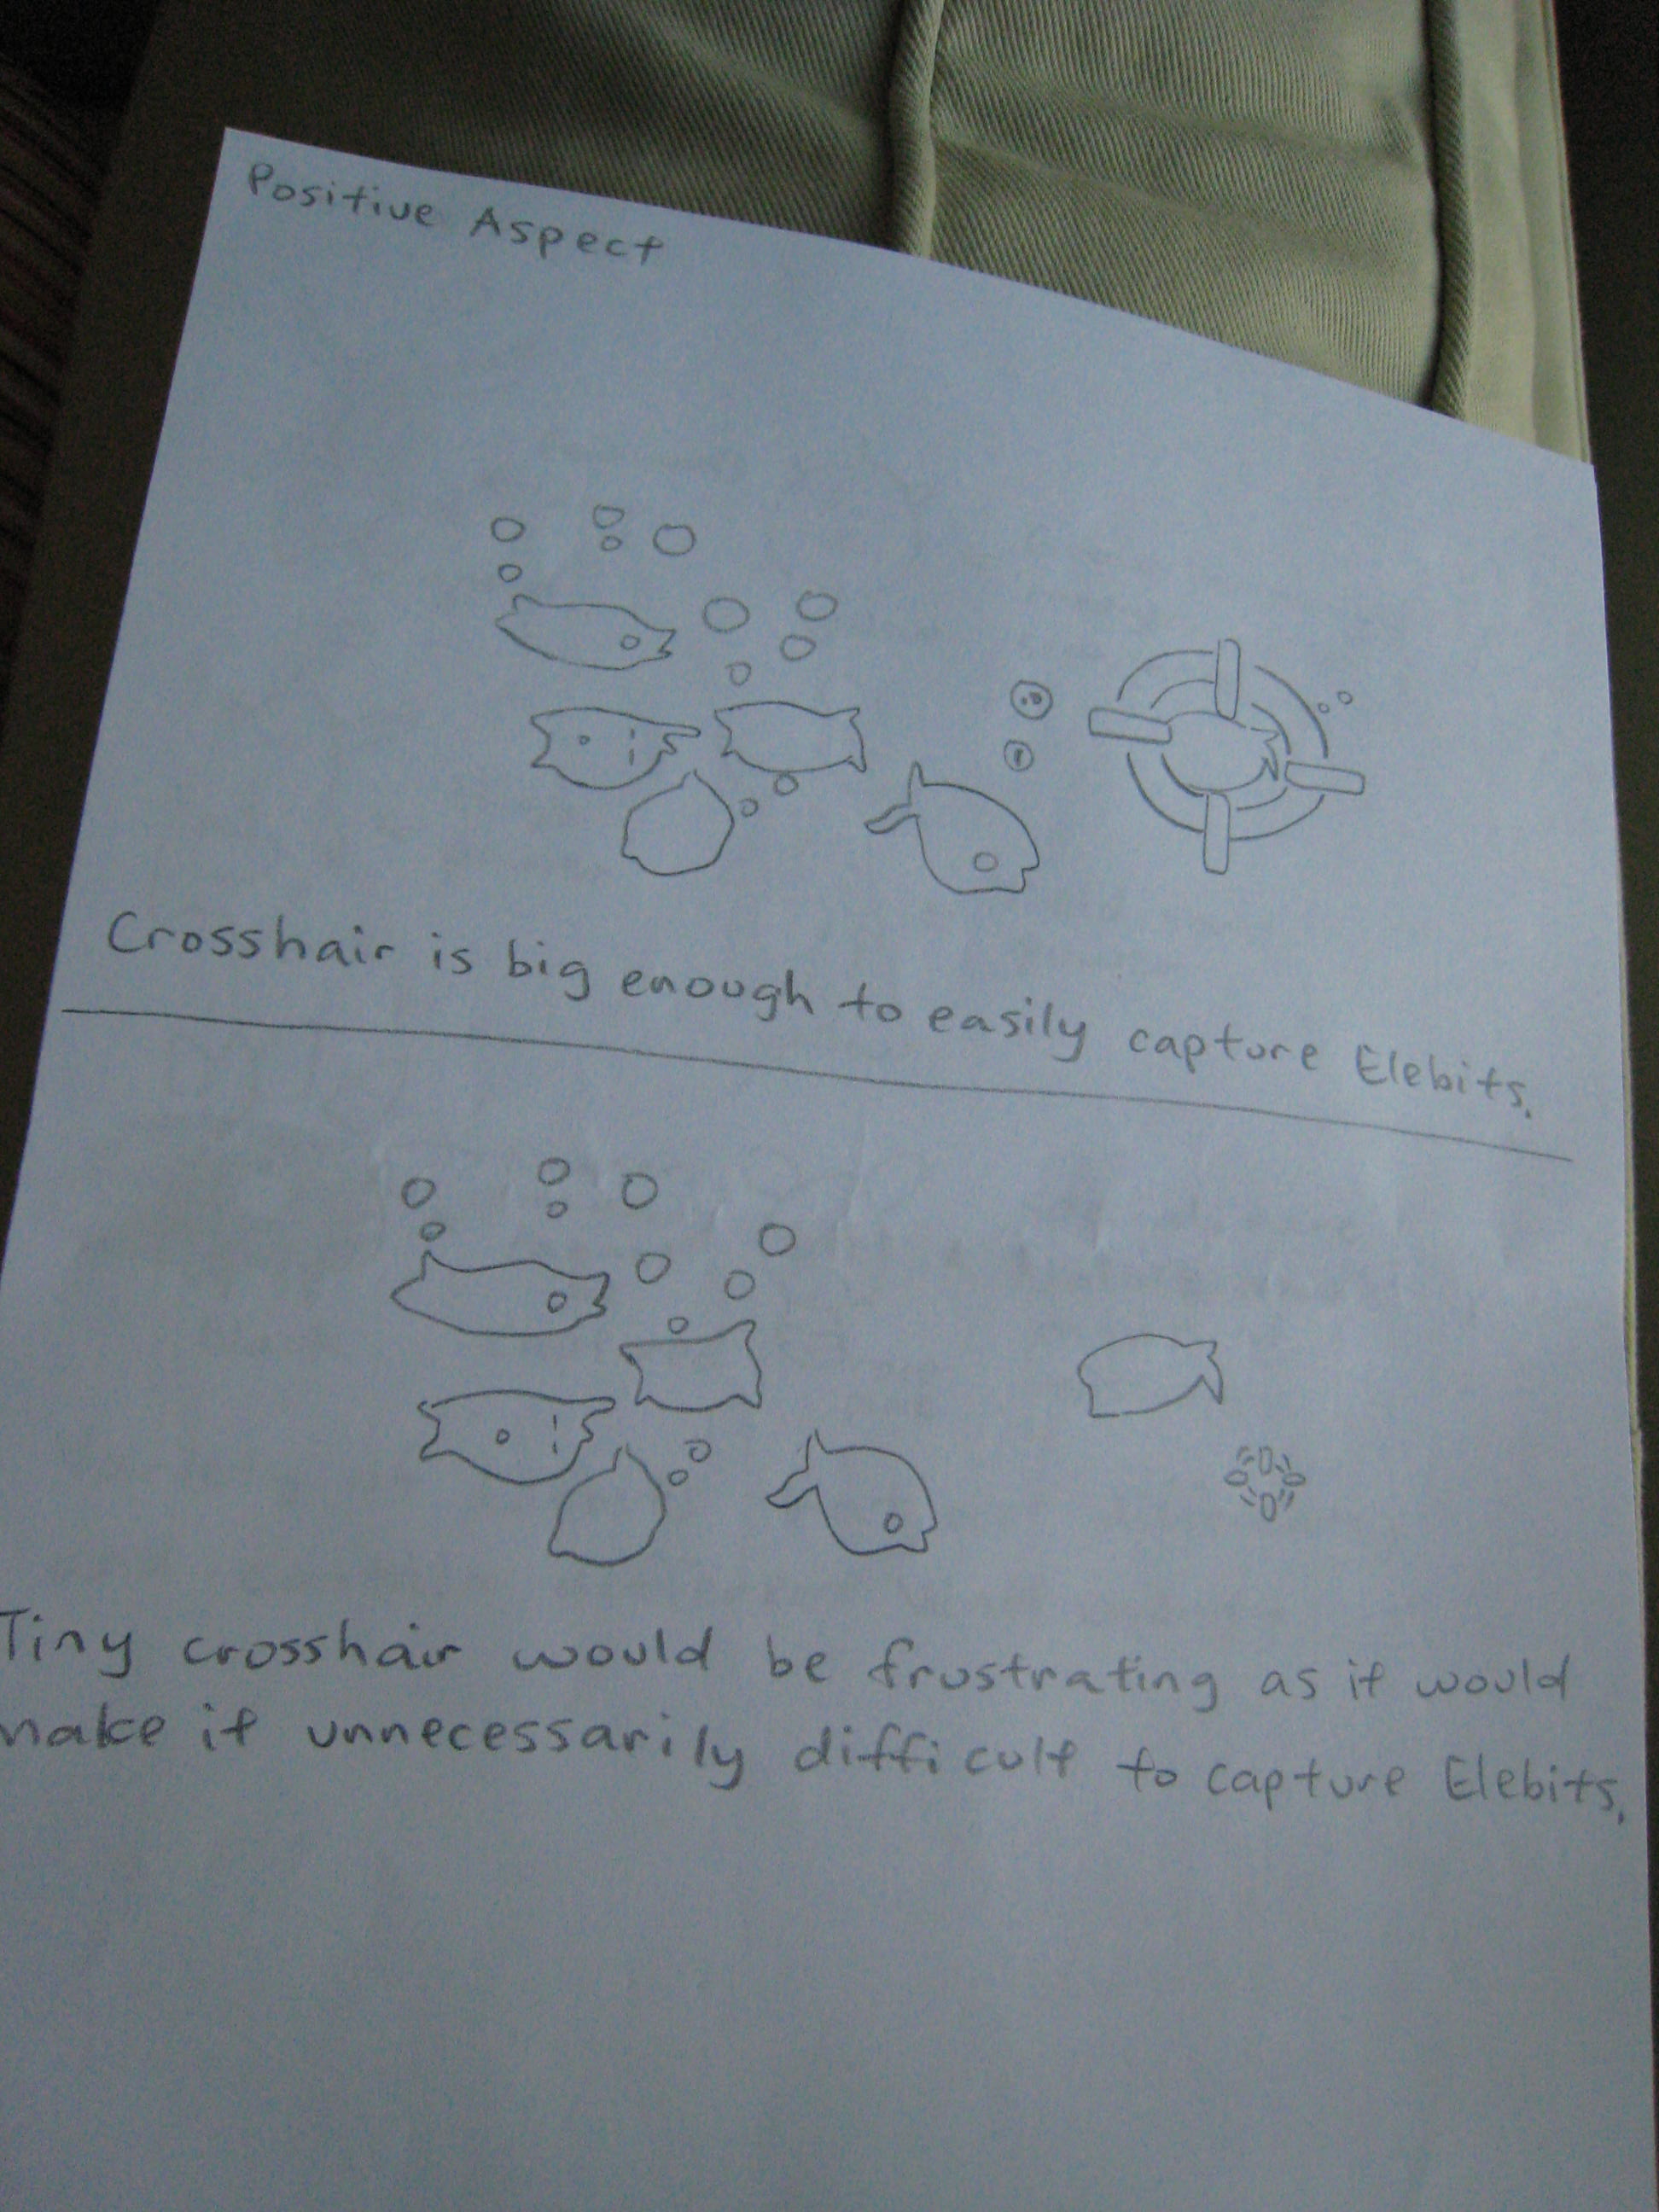 Positive Aspect
Crosshair is big enough to easily capture Elebits.
Tiny crosshair would be frustrating as it would
make it unnecessarily difficult to capture Elebits.